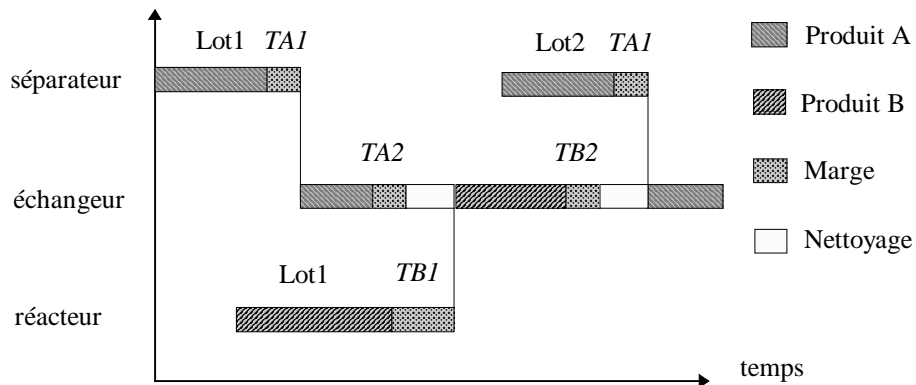 Lot1 TA1
Lot2 TA1
Produit A
séparateur
Produit B
TA2
TB2
Marge
échangeur
Nettoyage
Lot1
TB1
réacteur
temps